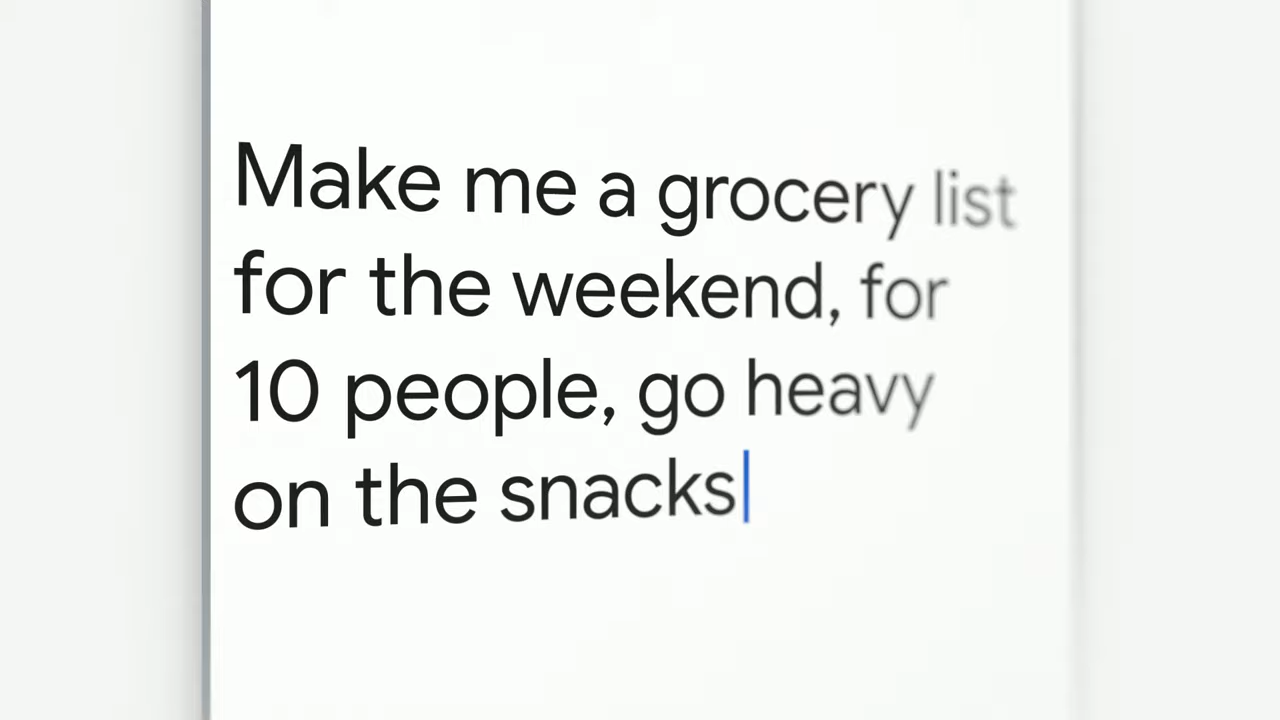 Make me a grocery list
for the weekend, for
10 people, go heavy
on the snacks